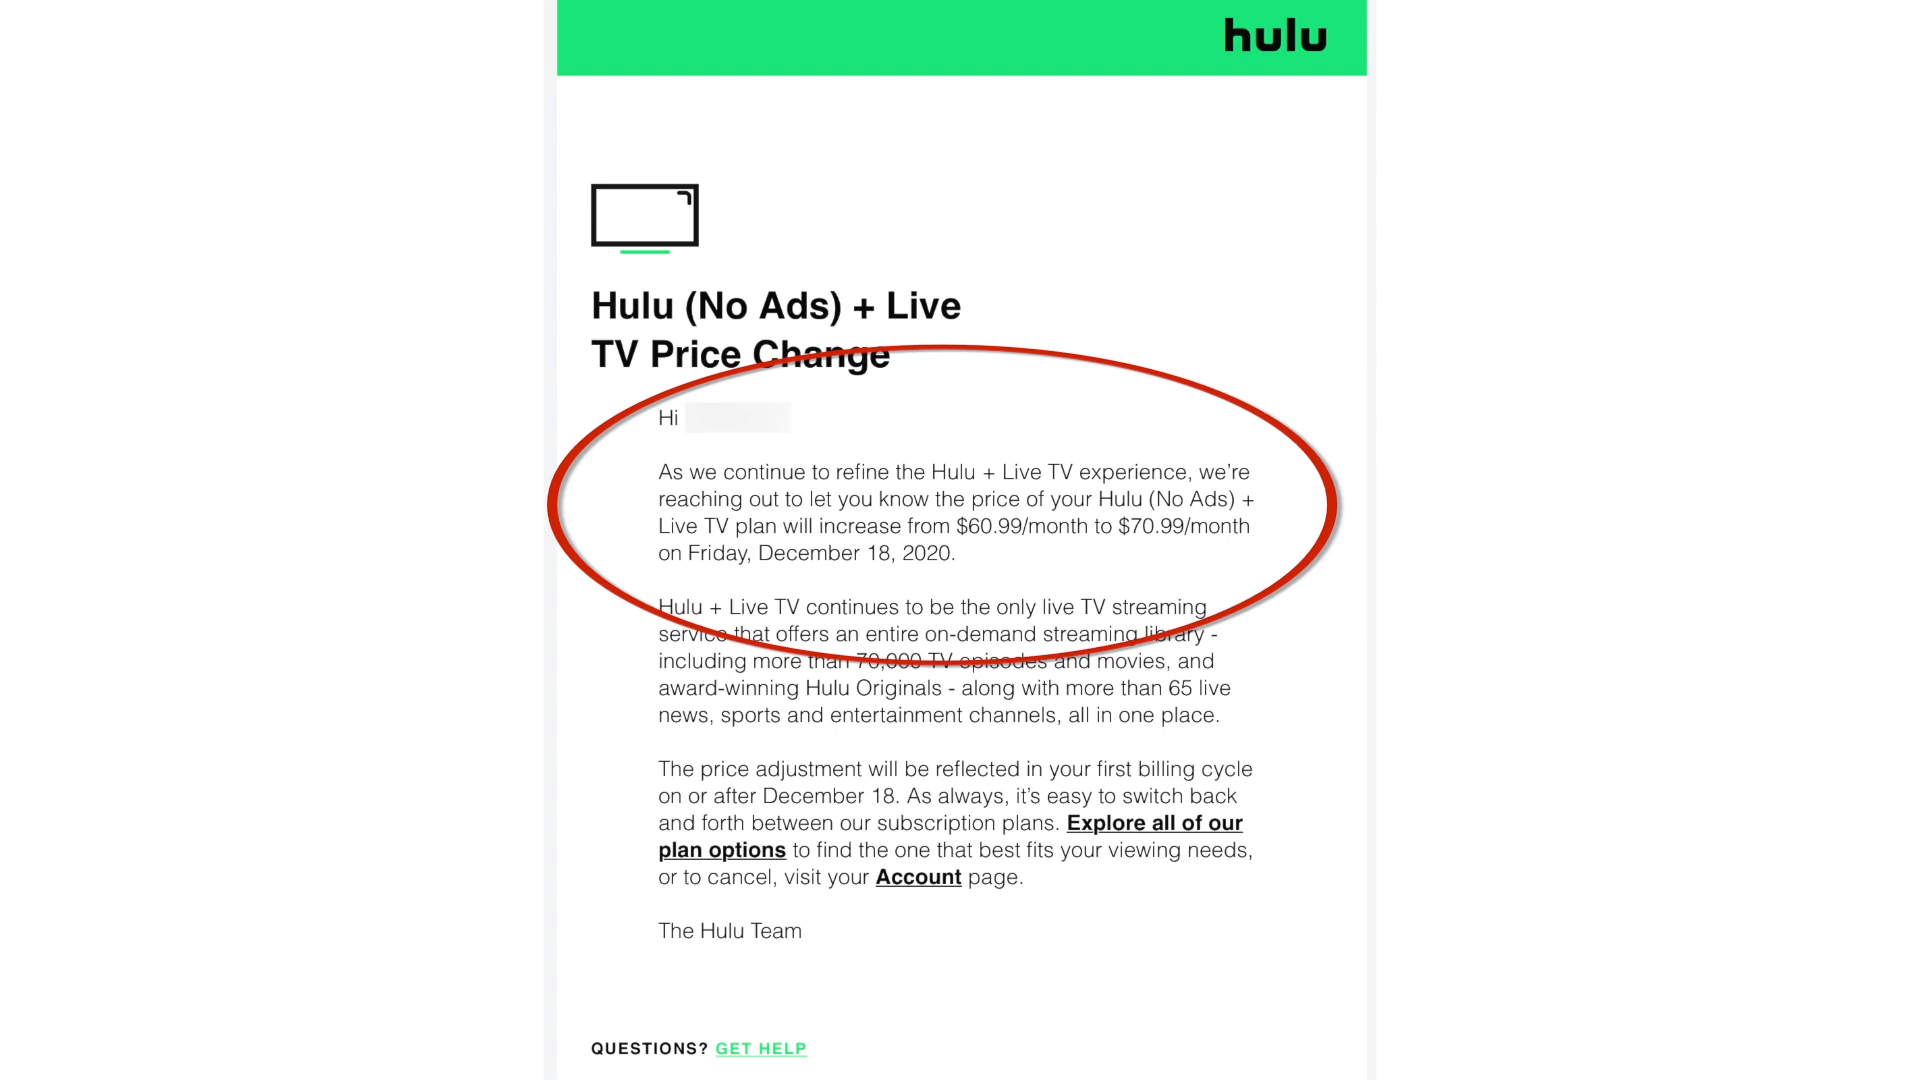 hulu
Hulu (No Ads) + Live
TV Price Change
Hi
As we continue to refine the Hulu + Live TV experience, we’re
reaching out to let you know the price of your Hulu (No Ads) +
Live TV plan will increase from $60.99/month to $70.99/month
on Friday, December 18, 2020.
Hulu + Live TV continues to be the only live TV streaming
service that offers an entire on-demand streaming library -
including more than 70,000 TV episodes and movies, and
award-winning Hulu Originals - along with more than 65 live
news, sports and entertainment channels, all in one place.
The price adjustment will be reflected in your first billing cycle
on or after December 18. As always, it’s easy to switch back
and forth between our subscription plans. Explore all of our
plan options to find the one that best fits your viewing needs,
or to cancel, visit your Account page.
The Hulu Team
QUESTIONS? GET HELP